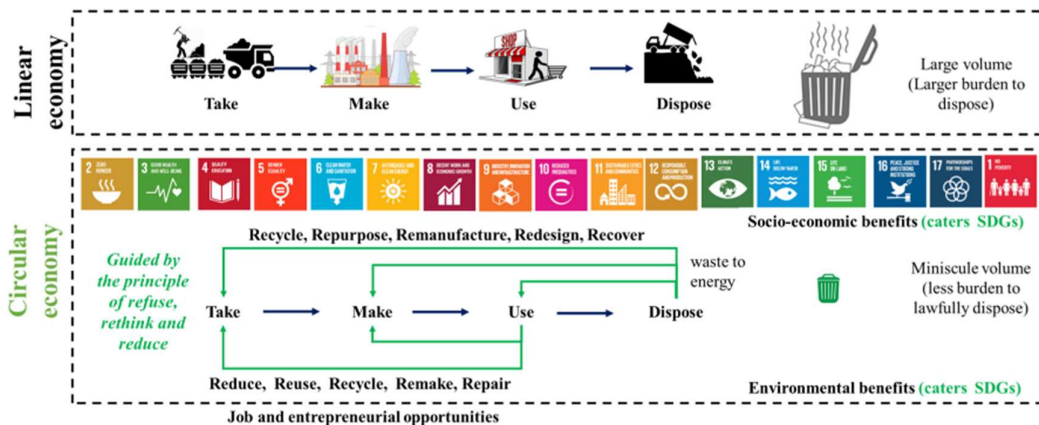 Linear
economy
SHOP
Take
Make
Use
Dispose
Large volume
(Larger burden to
dispose)
Circular
economy
2 ZERO
HUNGER
3 GOOD HEALTH
AND WELL-BEING
4 QUALITY
EDUCATION
5 GENDER
EQUALITY
6 CLEAN WATER
AND SANITATION
7 AFFORDABLE AND
CLEAN ENERGY
8 DECENT WORK AND
ECONOMIC GROWTH
9 INDUSTRY, INNOVATION
AND INFRASTRUCTURE
10 REDUCED
INEQUALITIES
11 SUSTAINABLE CITIES
AND COMMUNITIES
12 RESPONSIBLE
CONSUMPTION
AND PRODUCTION
13 CLIMATE
ACTION
14 LIFE
BELOW WATER
15 LIFE
ON LAND
16 PEACE, JUSTICE
AND STRONG
INSTITUTIONS
17 PARTNERSHIPS
FOR THE GOALS
1 NO
POVERTY
Socio-economic benefits (caters SDGs)
Recycle, Repurpose, Remanufacture, Redesign, Recover
Guided by
the principle
of refuse,
rethink and
reduce
waste to
energy
Take
Make
Use
Dispose
Miniscule volume
(less burden to
lawfully dispose)
Reduce, Reuse, Recycle, Remake, Repair
Environmental benefits (caters SDGs)
Job and entrepreneurial opportunities